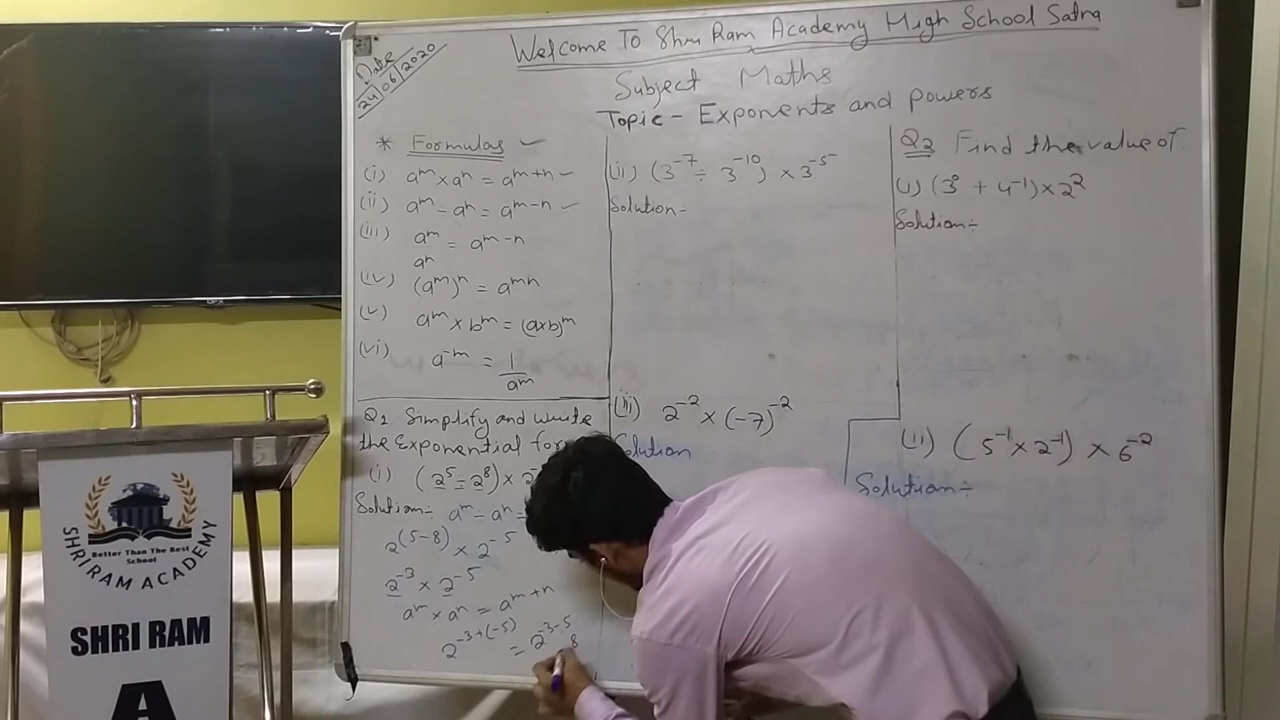 Date
24/06/2020
Welcome To Shri Ram Academy High School Satna
Subject Maths
Topic - Exponents and powers
* Formulas
(i) aᵐ × aⁿ = aᵐ⁺ⁿ
(ii) aᵐ ÷ aⁿ = aᵐ⁻ⁿ
(iii) aᵐ/aⁿ = aᵐ⁻ⁿ
(iv) (aᵐ)ⁿ = aᵐⁿ
(v) aᵐ × bᵐ = (a×b)ᵐ
(vi) a⁻ᵐ = 1/aᵐ
Q1 Simplify and write
the Exponential
(i) (2⁵ ÷ 2⁸) ×
Solution:- aᵐ ÷ aⁿ =
2⁽⁵⁻⁸⁾ × 2⁻⁵
2⁻³ × 2⁻⁵
aᵐ × aⁿ = aᵐ⁺ⁿ
2⁻³⁺⁽⁻⁵⁾ = 2⁻³⁻⁵
8
(ii) (3⁻⁷ ÷ 3⁻¹⁰) × 3⁻⁵
Solution:-
(iii) 2⁻² × (-7)⁻²
Solution
Q2 Find the value of.
(i) (3⁰ + 4⁻¹) × 2²
Solution:-
(ii) (5⁻¹ × 2⁻¹) × 6⁻²
Solution:-
Better Than The Best
School
SHRI RAM ACADEMY
SHRI RAM
A